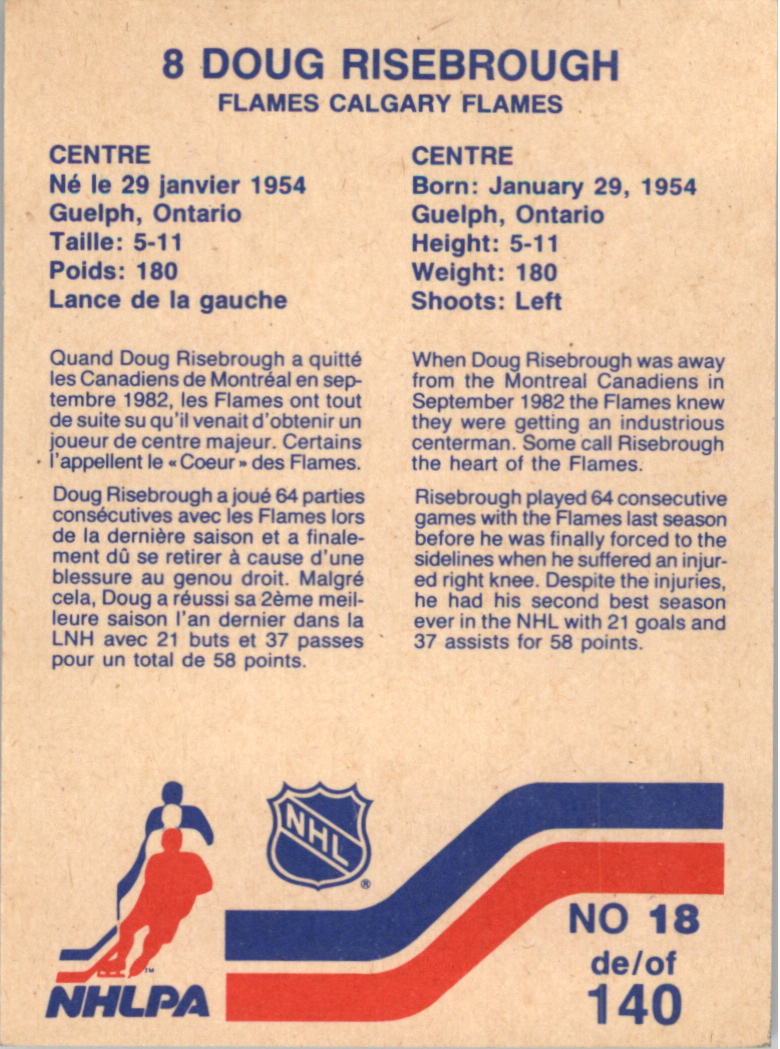 8 DOUG RISEBROUGH
FLAMES CALGARY FLAMES
CENTRE
Né le 29 janvier 1954
Guelph, Ontario
Taille: 5-11
Poids: 180
Lance de la gauche
Quand Doug Risebrough a quitté
les Canadiens de Montréal en sep-
tembre 1982, les Flames ont tout
de suite su qu'il venait d'obtenir un
joueur de centre majeur. Certains
l'appellent le «Coeur» des Flames.
Doug Risebrough a joué 64 parties
consécutives avec les Flames lors
de la dernière saison et a finale-
ment dû se retirer à cause d'une
blessure au genou droit. Malgré
cela, Doug a réussi sa 2ème meil-
leure saison l'an dernier dans la
LNH avec 21 buts et 37 passes
pour un total de 58 points.
CENTRE
Born: January 29, 1954
Guelph, Ontario
Height: 5-11
Weight: 180
Shoots: Left
When Doug Risebrough was away
from the Montreal Canadiens in
September 1982 the Flames knew
they were getting an industrious
centerman. Some call Risebrough
the heart of the Flames.
Risebrough played 64 consecutive
games with the Flames last season
before he was finally forced to the
sidelines when he suffered an injur-
ed right knee. Despite the injuries,
he had his second best season
ever in the NHL with 21 goals and
37 assists for 58 points.
NHL
®
TM
NHLPA
NO 18
de/of
140